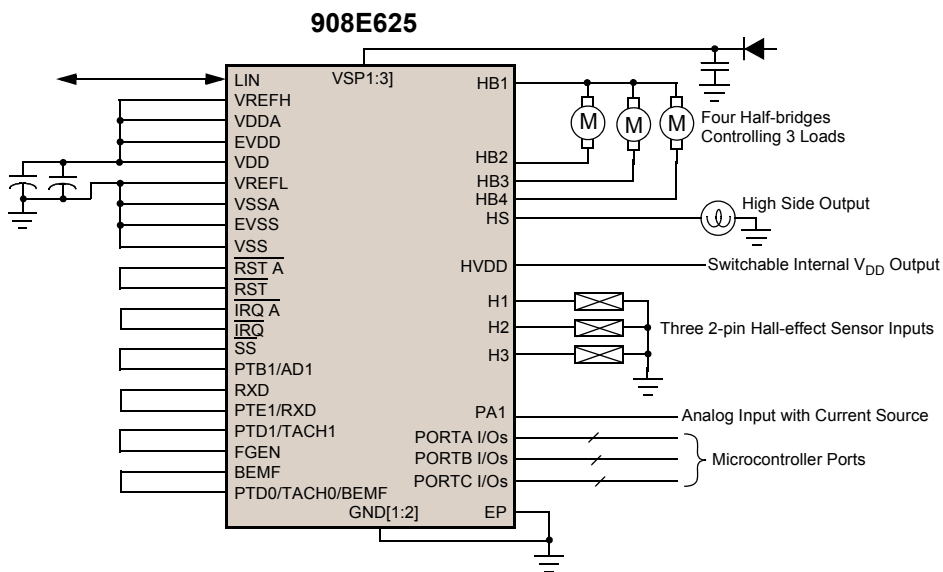 908E625
VSP1:3]
LIN
VREFH
VDDA
EVDD
VDD
VREFL
VSSA
EVSS
VSS
RST A
RST
IRQ A
IRQ
SS
PTB1/AD1
RXD
PTE1/RXD
PTD1/TACH1
FGEN
BEMF
PTD0/TACH0/BEMF
GND[1:2]
HB1
HB2
HB3
HB4
HS
HVDD
H1
H2
H3
PA1
PORTA I/Os
PORTB I/Os
PORTC I/Os
EP
M
M
M
Four Half-bridges
Controlling 3 Loads
High Side Output
Switchable Internal VDD Output
Three 2-pin Hall-effect Sensor Inputs
Analog Input with Current Source
Microcontroller Ports